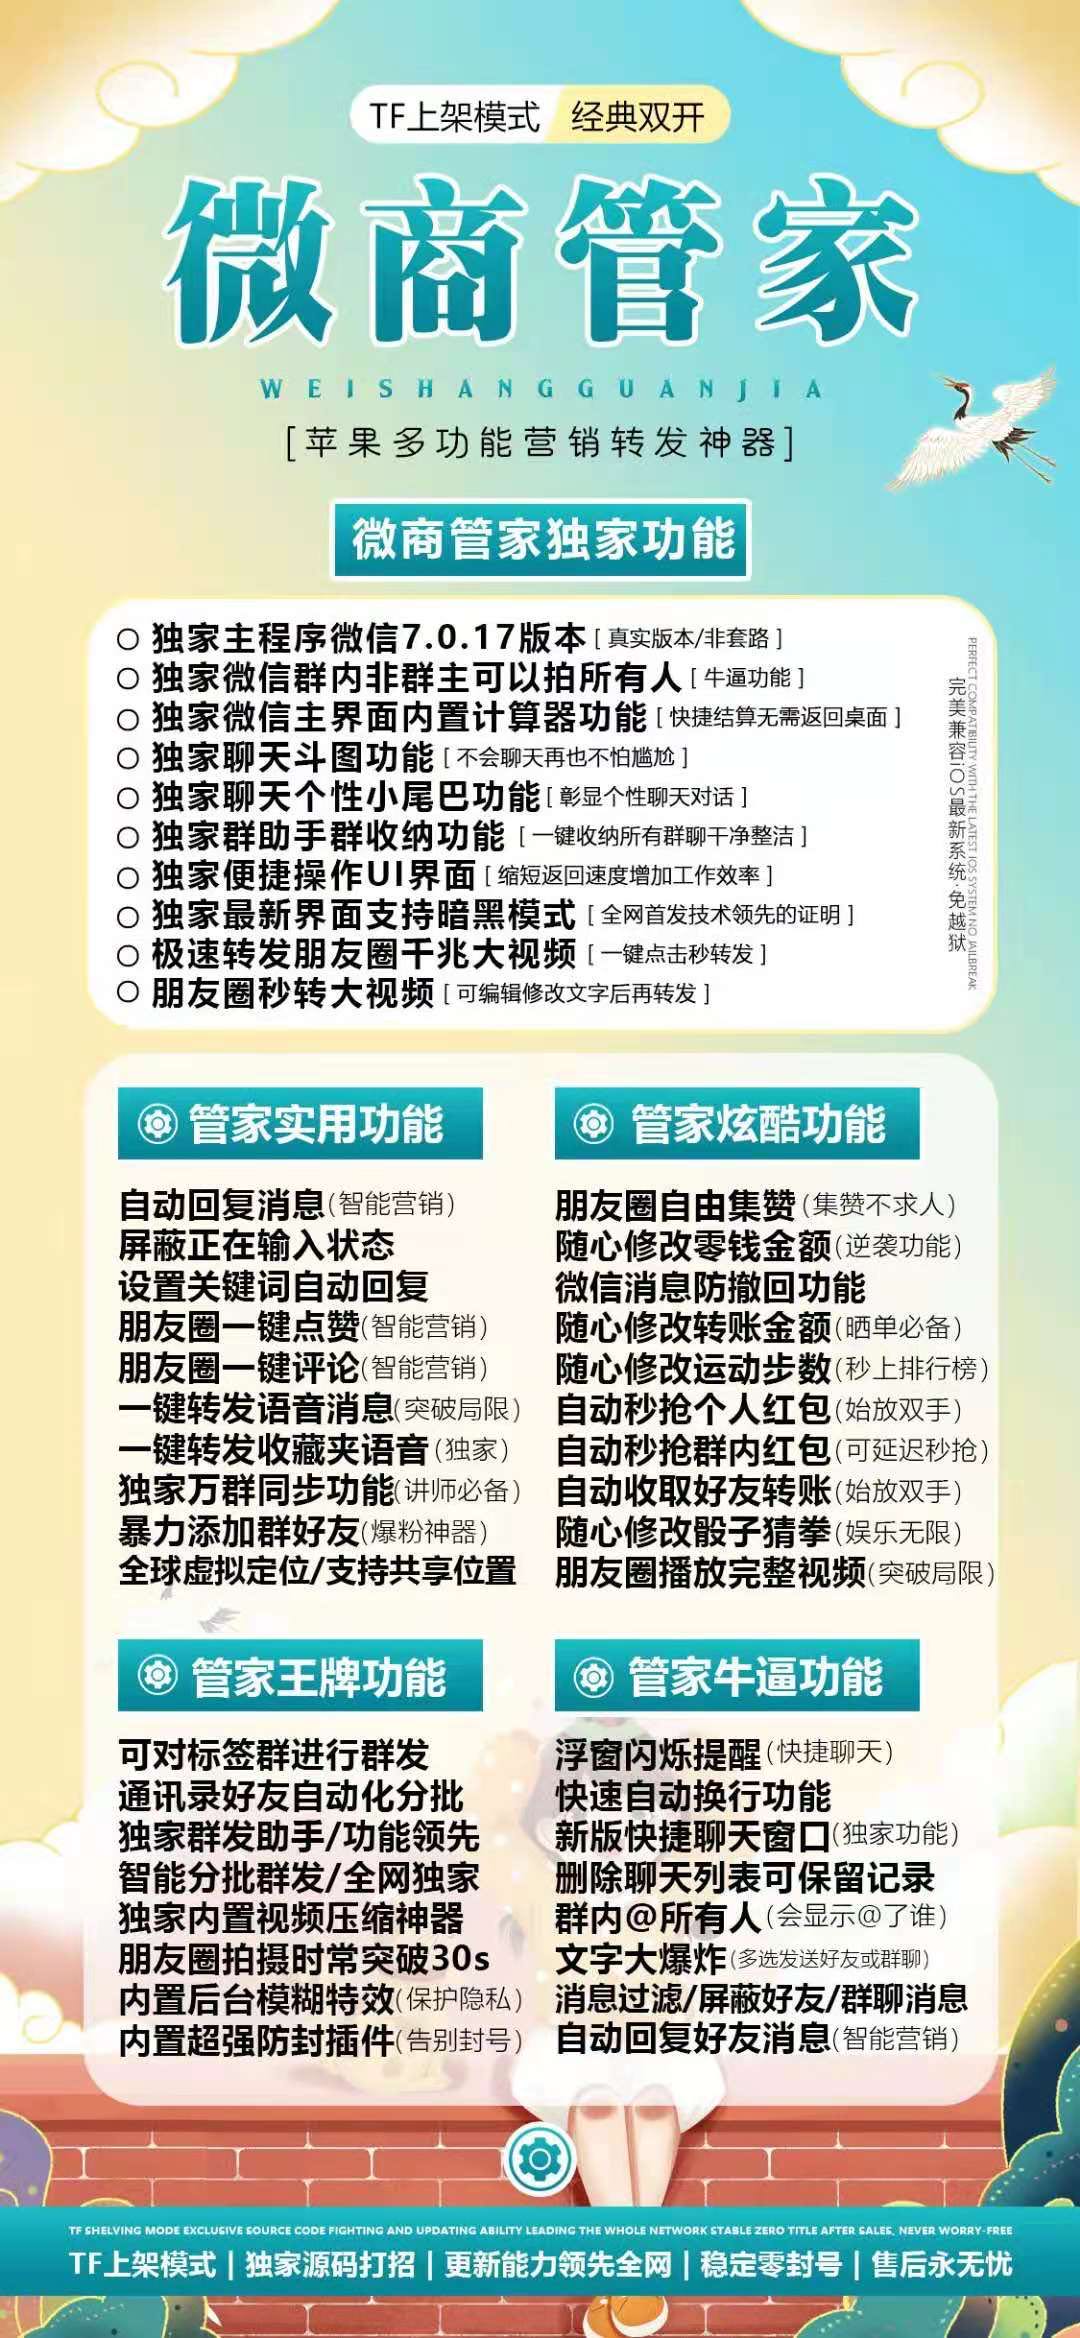 TF上架模式 经典双开
微商管家
WEISHANGGUANJIA
[苹果多功能营销转发神器]
微商管家独家功能
独家主程序微信7.0.17版本[真实版本/非套路]
独家微信群内非群主可以拍所有人[牛逼功能]
独家微信主界面内置计算器功能[快捷结算无需返回桌面]
独家聊天斗图功能[不会聊天再也不怕尴尬]
独家聊天个性小尾巴功能[彰显个性聊天对话]
独家群助手群收纳功能[一键收纳所有群聊干净整洁]
独家便捷操作UI界面[缩短返回速度增加工作效率]
独家最新界面支持暗黑模式[全网首发技术领先的证明]
极速转发朋友圈千兆大视频[一键点击秒转发]
朋友圈秒转大视频[可编辑修改文字后再转发]
完美兼容iOS最新系统·免越狱
PERFECT COMPATIBILITY WITH THE LATEST IOS SYSTEM NO JAILBREAK
管家实用功能
自动回复消息(智能营销)
屏蔽正在输入状态
设置关键词自动回复
朋友圈一键点赞(智能营销)
朋友圈一键评论(智能营销)
一键转发语音消息(突破局限)
一键转发收藏夹语音(独家)
独家万群同步功能(讲师必备)
暴力添加群好友(爆粉神器)
全球虚拟定位/支持共享位置
管家炫酷功能
朋友圈自由集赞(集赞不求人)
随心修改零钱金额(逆袭功能)
微信消息防撤回功能
随心修改转账金额(晒单必备)
随心修改运动步数(秒上排行榜)
自动秒抢个人红包(始放双手)
自动秒抢群内红包(可延迟秒抢)
自动收取好友转账(始放双手)
随心修改骰子猜拳(娱乐无限)
朋友圈播放完整视频(突破局限)
管家王牌功能
可对标签群进行群发
通讯录好友自动化分批
独家群发助手/功能领先
智能分批群发/全网独家
独家内置视频压缩神器
朋友圈拍摄时常突破30s
内置后台模糊特效(保护隐私)
内置超强防封插件(告别封号)
管家牛逼功能
浮窗闪烁提醒(快捷聊天)
快速自动换行功能
新版快捷聊天窗口(独家功能)
删除聊天列表可保留记录
群内@所有人(会显示@了谁)
文字大爆炸(多选发送好友或群聊)
消息过滤/屏蔽好友/群聊消息
自动回复好友消息(智能营销)
TF SHELVING MODE EXCLUSIVE SOURCE CODE FIGHTING AND UPDATING ABILITY LEADING THE WHOLE NETWORK STABLE ZERO TITLE AFTER SALES, NEVER WORRY-FREE
TF上架模式|独家源码打招|更新能力领先全网|稳定零封号|售后永无忧